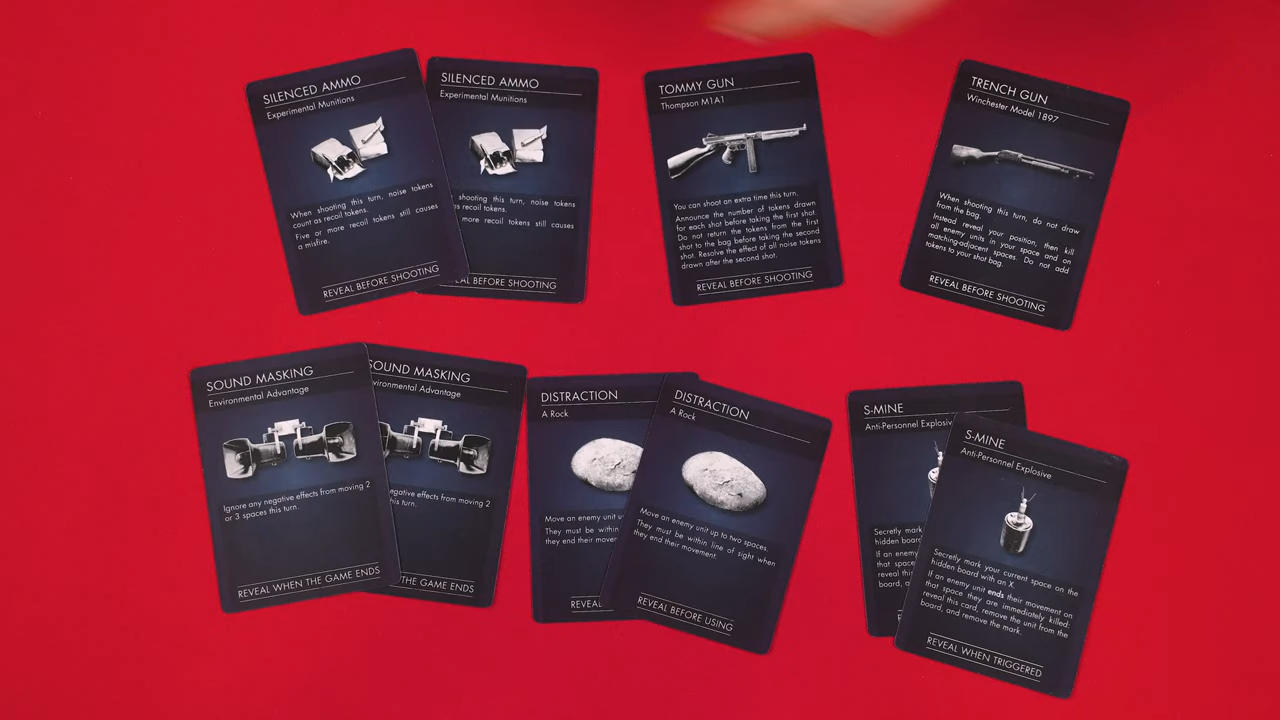 SILENCED AMMO
Experimental Munitions
When shooting this turn, noise tokens
count as recoil tokens.
Five or more recoil tokens still causes
a misfire.
REVEAL BEFORE SHOOTING
SILENCED AMMO
Experimental Munitions
shooting this turn, noise tokens
as recoil tokens.
more recoil tokens still causes
BEFORE SHOOTING
TOMMY GUN
Thompson M1A1
You can shoot an extra time this turn.
Announce the number of tokens drawn
for each shot before taking the first shot.
Do not return the tokens from the first
shot to the bag before taking the second
shot. Resolve the effect of all noise tokens
drawn after the second shot.
REVEAL BEFORE SHOOTING
TRENCH GUN
Winchester Model 1897
When shooting this turn, do not draw
from the bag.
Instead reveal your position, then kill
all enemy units in your space and on
matching-adjacent spaces. Do not add
tokens to your shot bag.
REVEAL BEFORE SHOOTING
SOUND MASKING
Environmental Advantage
Ignore any negative effects from moving 2
or 3 spaces this turn.
REVEAL WHEN THE GAME ENDS
SOUND MASKING
vironmental Advantage
egative effects from moving 2
this turn.
THE GAME ENDS
DISTRACTION
A Rock
Move an enemy unit u
They must be within
they end their movem
REVEAL
DISTRACTION
A Rock
Move an enemy unit up to two spaces.
They must be within line of sight when
they end their movement.
REVEAL BEFORE USING
S-MINE
Anti-Personnel Explosiv
Secretly mark
hidden board
If an enemy
that space
reveal this
board, a
S-MINE
Anti-Personnel Explosive
Secretly mark your current space on the
hidden board with an X.
If an enemy unit ends their movement on
that space they are immediately killed:
reveal this card, remove the unit from the
board, and remove the mark.
REVEAL WHEN TRIGGERED